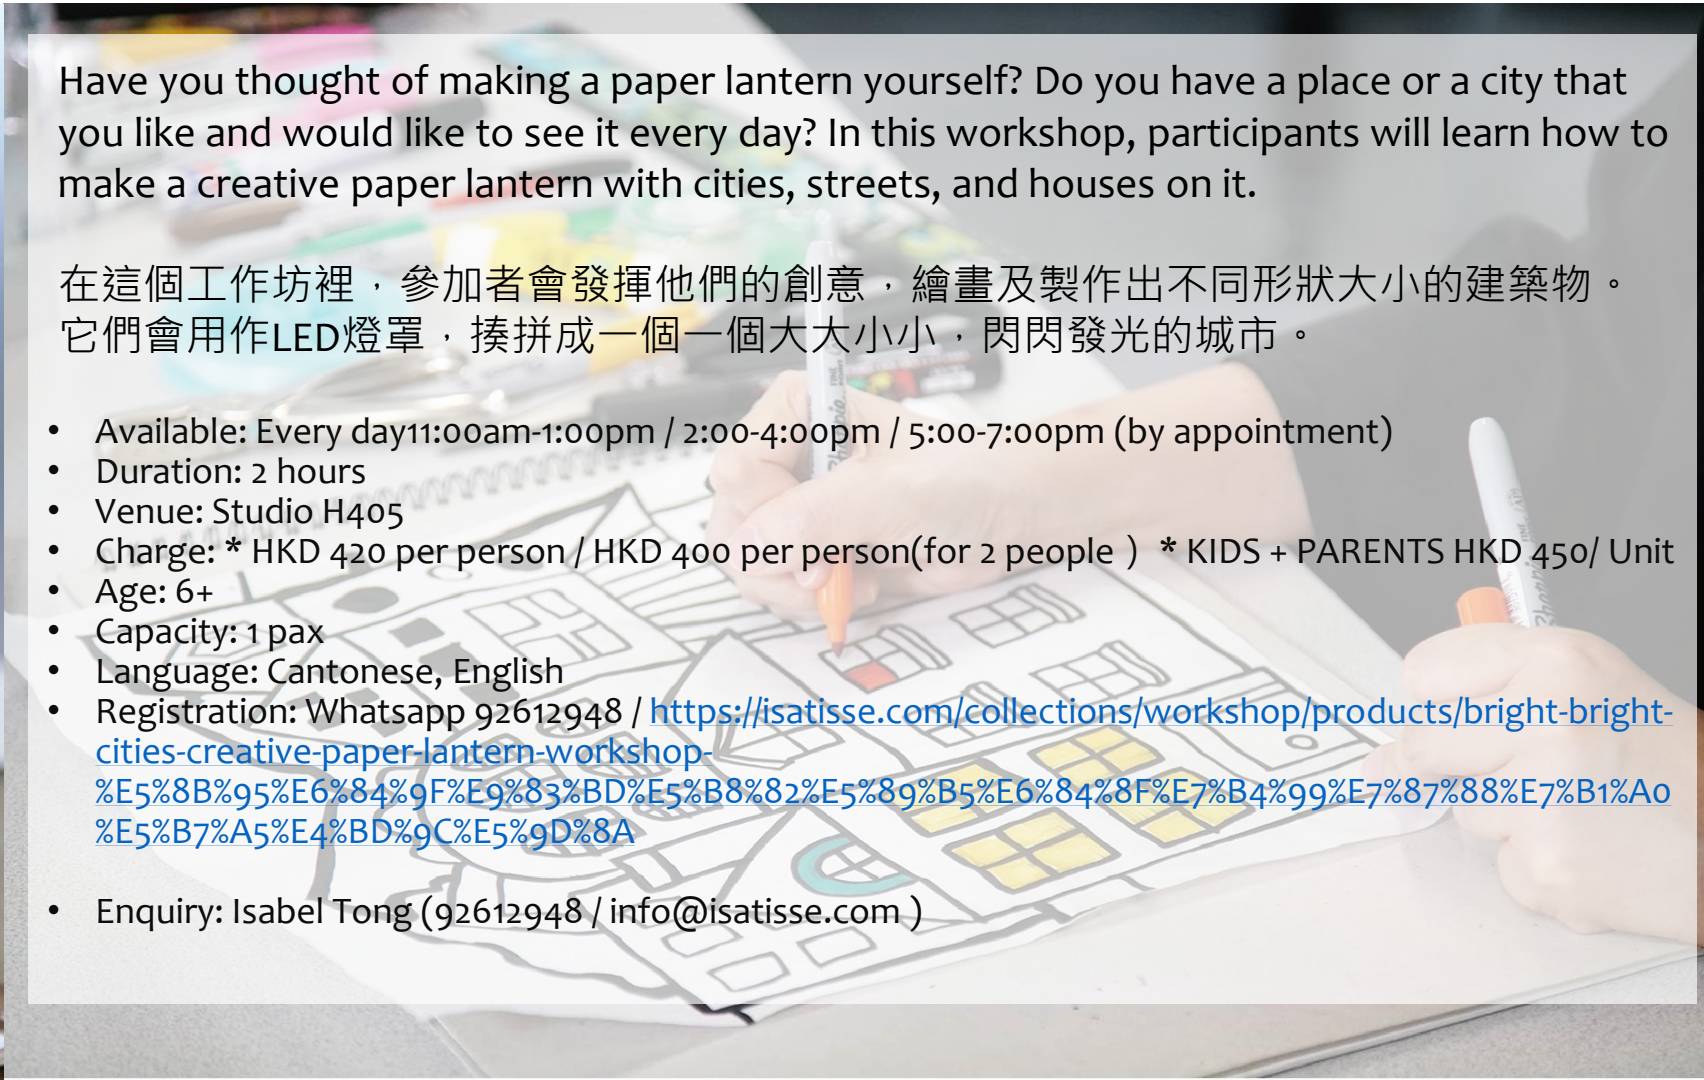 Have you thought of making a paper lantern yourself? Do you have a place or a city that
you like and would like to see it every day? In this workshop, participants will learn how to
make a creative paper lantern with cities, streets, and houses on it.
在這個工作坊裡，參加者會發揮他們的創意，繪畫及製作出不同形狀大小的建築物。
它們會用作LED燈罩，揍拼成一個一個大大小小，閃閃發光的城市。
• Available: Every day11:00am-1:00pm / 2:00-4:00pm / 5:00-7:00pm (by appointment)
• Duration: 2 hours
• Venue: Studio H405
• Charge: * HKD 420 per person / HKD 400 per person(for 2 people ) * KIDS + PARENTS HKD 450/ Unit
• Age: 6+
• Capacity: 1 pax
• Language: Cantonese, English
• Registration: Whatsapp 92612948 / https://isatisse.com/collections/workshop/products/bright-bright-
cities-creative-paper-lantern-workshop-
%E5%8B%95%E6%84%9F%E9%83%BD%E5%B8%82%E5%89%B5%E6%84%8F%E7%B4%99%E7%87%88%E7%B1%A0
%E5%B7%A5%E4%BD%9C%E5%9D%8A
• Enquiry: Isabel Tong (92612948 / info@isatisse.com )
Sharpie